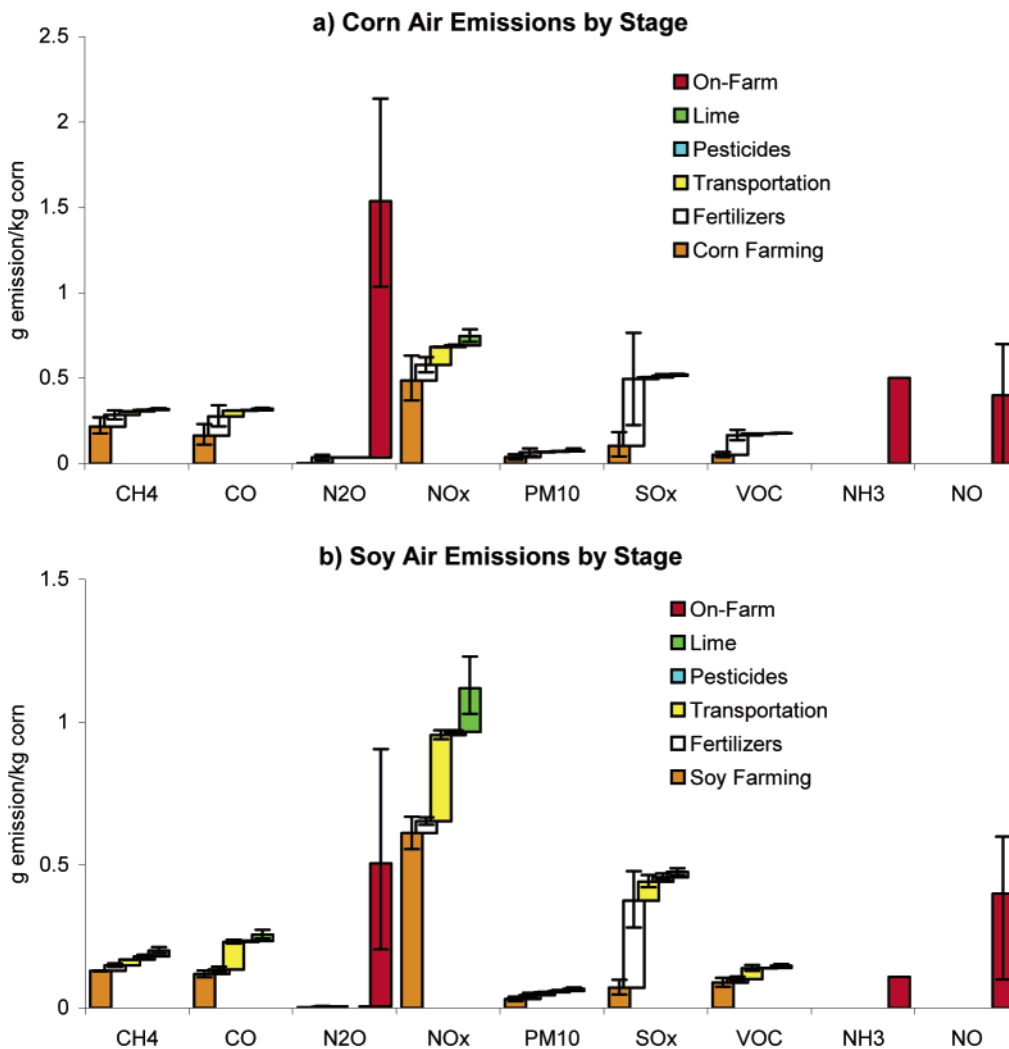 a) Corn Air Emissions by Stage
2.5
2
1.5
1
0.5
0
g emission/kg corn
On-Farm
Lime
Pesticides
Transportation
Fertilizers
Corn Farming
CH4 CO N2O NOx PM10 SOx VOC NH3 NO
b) Soy Air Emissions by Stage
1.5
1
0.5
0
g emission/kg corn
On-Farm
Lime
Pesticides
Transportation
Fertilizers
Soy Farming
CH4 CO N2O NOx PM10 SOx VOC NH3 NO